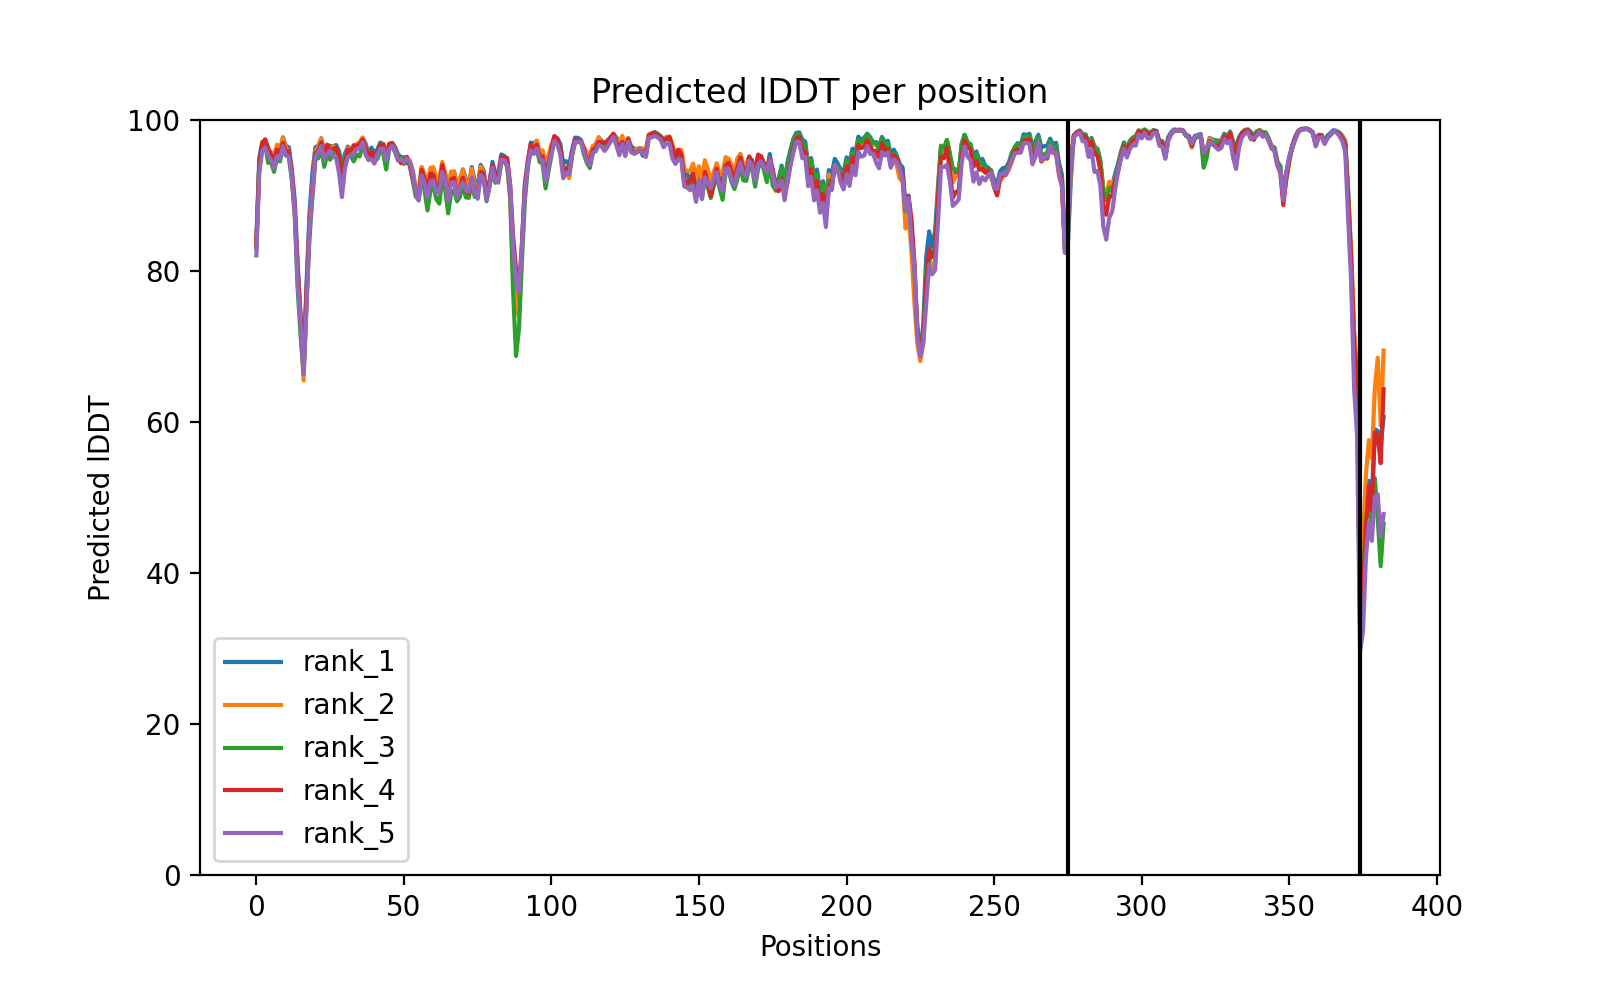 Predicted lDDT per position
100
80
60
40
20
0
Predicted lDDT
rank_1
rank_2
rank_3
rank_4
rank_5
0 50 100 150 200 250 300 350 400
Positions